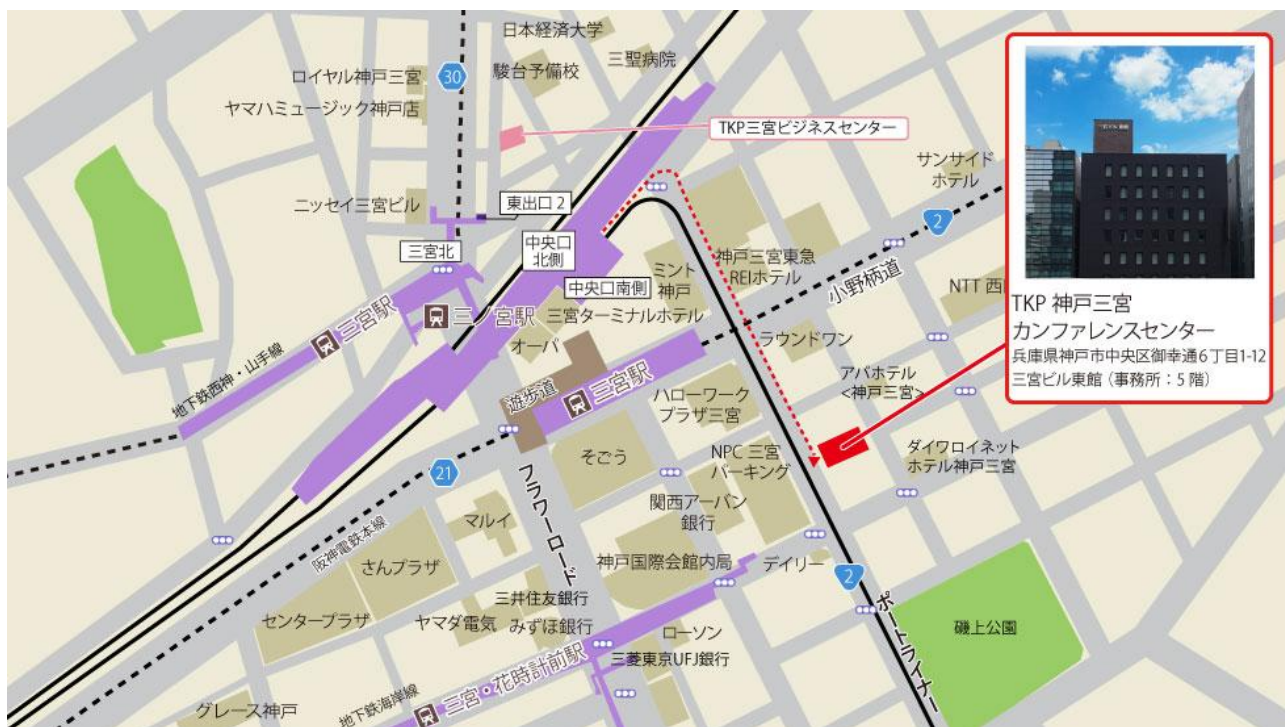 日本経済大学
駿台予備校
三聖病院
ロイヤル神戸三宮
30
ヤマハミュージック神戸店
TKP三宮ビジネスセンター
サンサイド
ホテル
ニッセイ三宮ビル
東出口 2
三宮北
中央口
北側
中央口南側
ミント
神戸
神戸三宮東急
REIホテル
小野柄道
2
NTT 西
三宮駅
三ノ宮駅
三宮ターミナルホテル
オーパ
ラウンドワン
地下鉄西神・山手線
遊歩道
三宮駅
アパホテル
<神戸三宮>
ハローワーク
プラザ三宮
そごう
NPC 三宮
パーキング
ダイワロイネット
ホテル神戸三宮
21
フラワーロード
関西アーバン
銀行
阪神電鉄本線
マルイ
さんプラザ
神戸国際会館内局
デイリー
2
ポートライナー
磯上公園
三井住友銀行
センタープラザ
ヤマダ電気
みずほ銀行
ローソン
三菱東京UFJ銀行
グレース神戸
地下鉄海岸線
三宮・花時計前駅
TKP 神戸三宮
カンファレンスセンター
兵庫県神戸市中央区御幸通6丁目1-12
三宮ビル東館 (事務所：5 階)